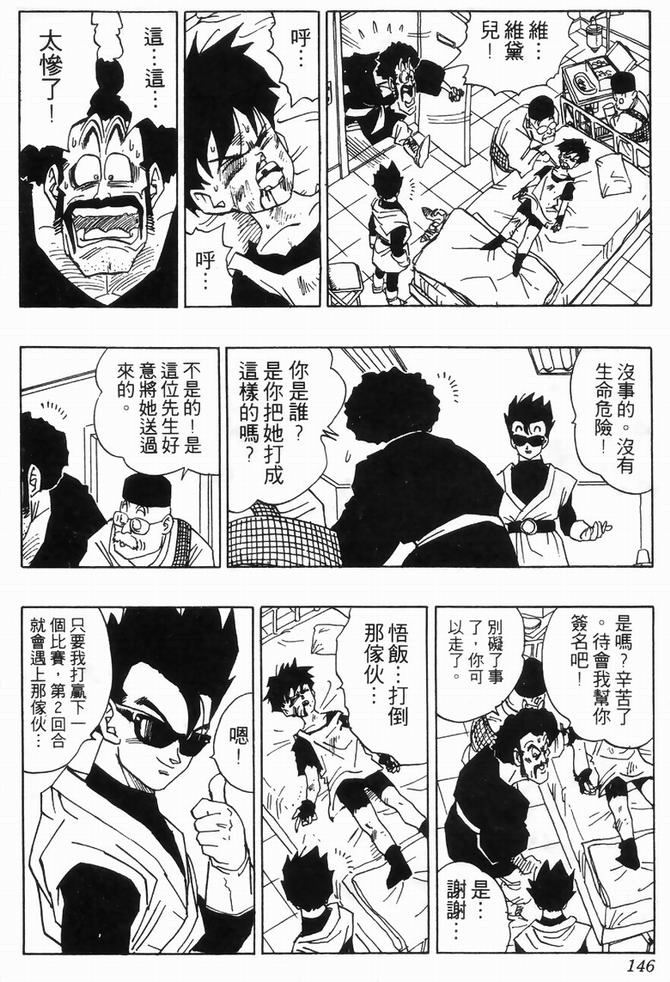 維…
維黛
兒！
呼…
呼…
這…這…
太慘了！
沒事的。沒有
生命危險！
你是誰？
是你把她打成
這樣的嗎？
不是的！是
這位先生好
意將她送過
來的。
是嗎？辛苦了
。待會我幫你
簽名吧！
別礙了事
了，你可
以走了。
是…
謝謝…
悟飯…打倒
那傢伙…
嗯！
只要我打贏下一
個比賽，第2回合
就會遇上那傢伙…
146